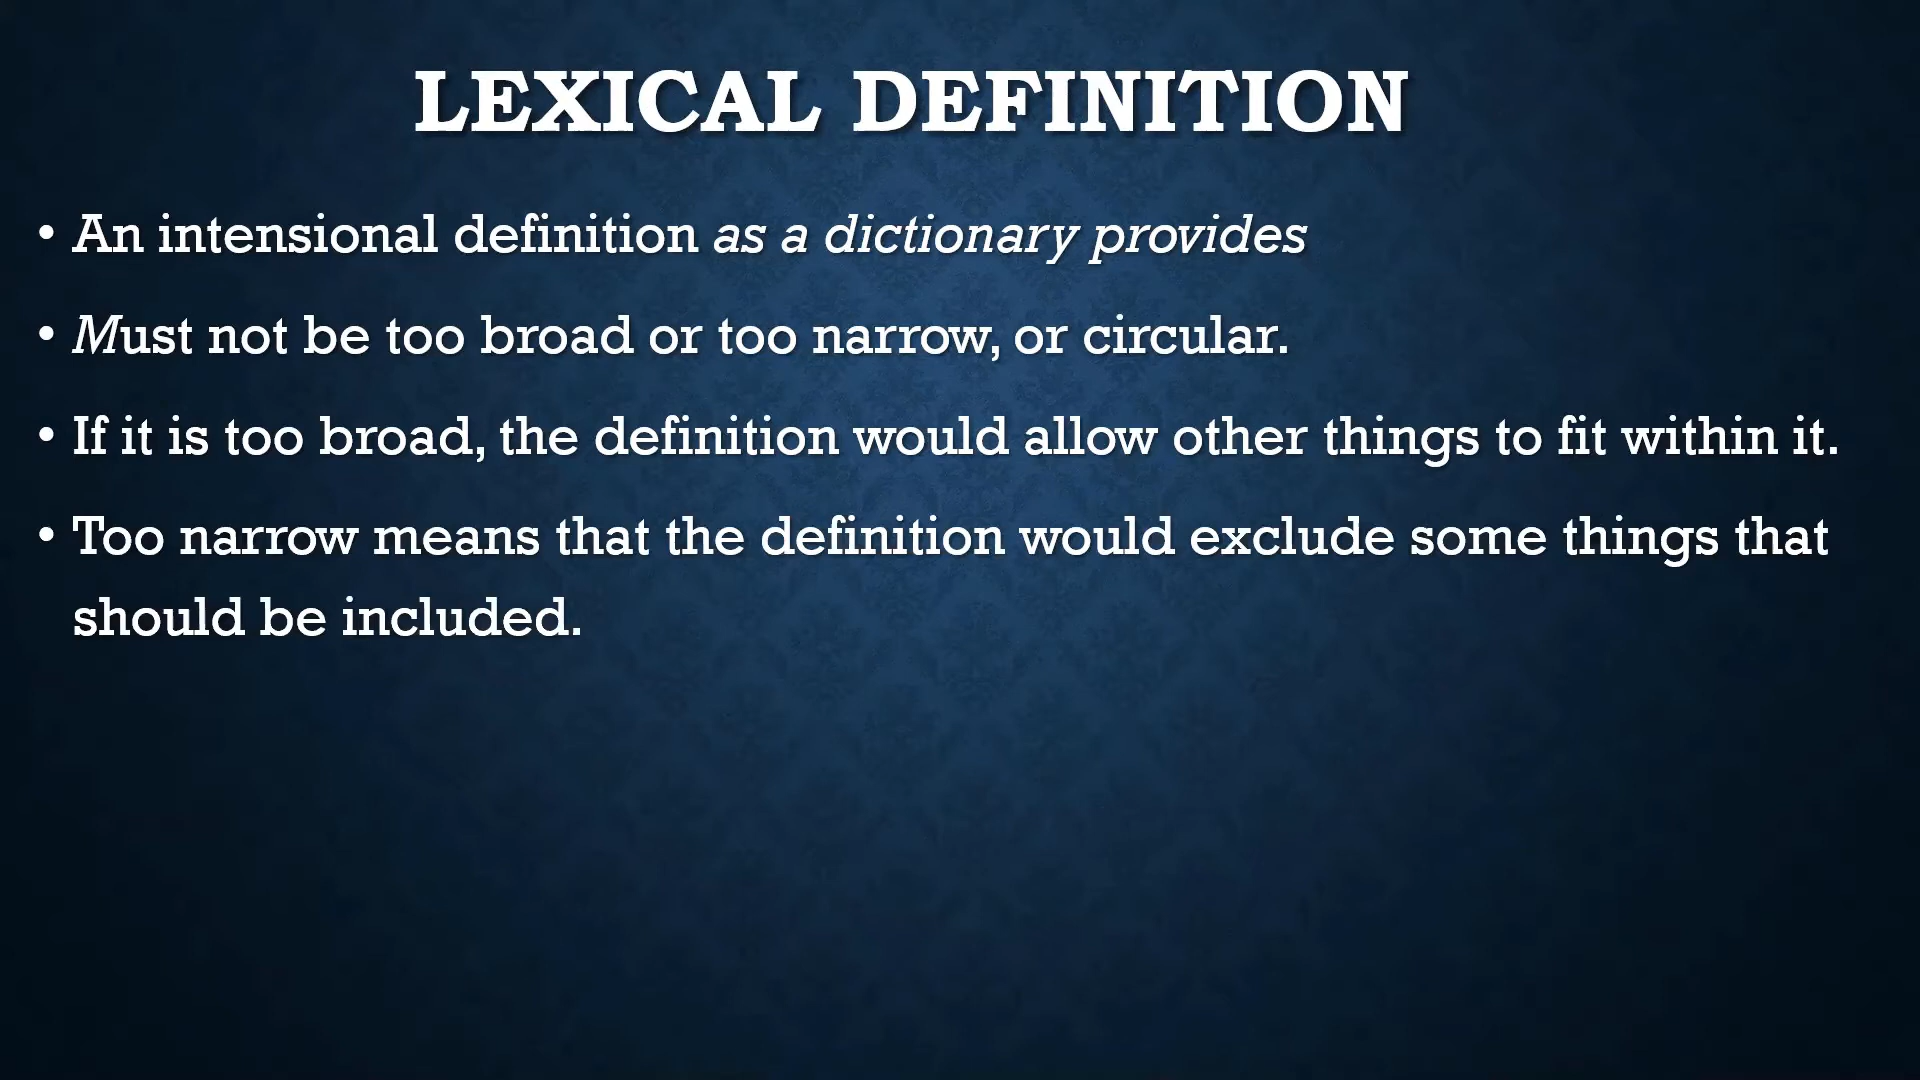 LEXICAL DEFINITION
• An intensional definition as a dictionary provides
• Must not be too broad or too narrow, or circular.
• If it is too broad, the definition would allow other things to fit within it.
• Too narrow means that the definition would exclude some things that
should be included.